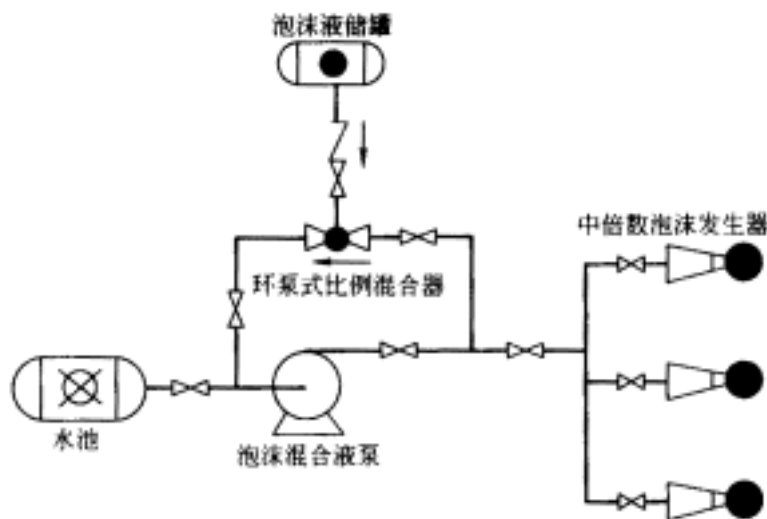 泡沫液储罐
中倍数泡沫发生器
环泵式比例混合器
水池
泡沫混合液泵